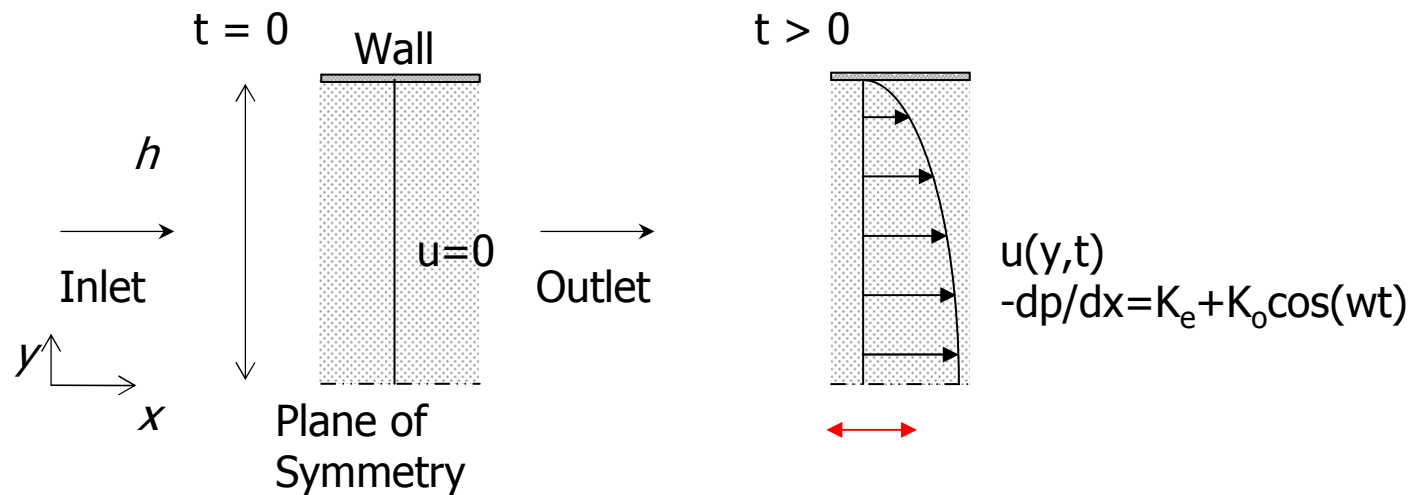 t = 0
Wall
t > 0
h
u=0
Inlet
Outlet
u(y,t)
-dp/dx=Ke+Kocos(wt)
y
x
Plane of
Symmetry